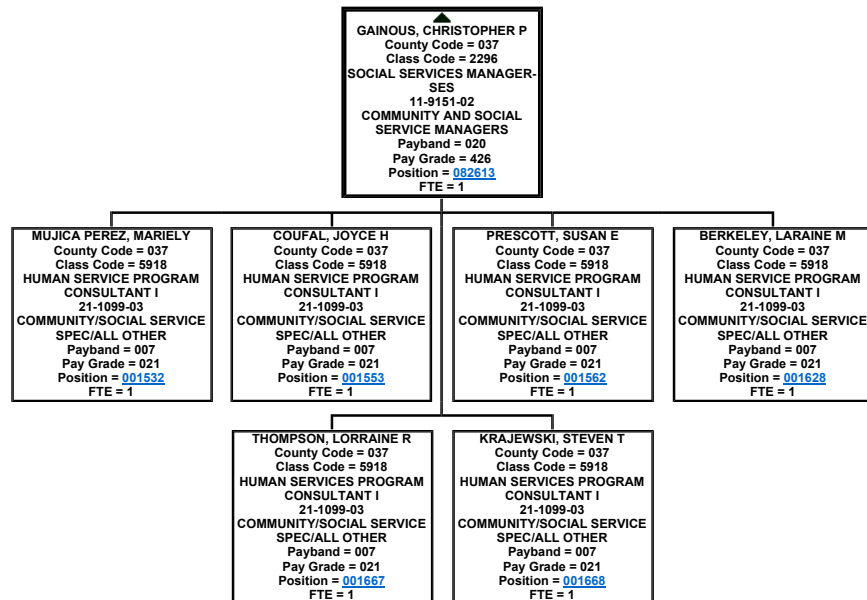 GAINOUS, CHRISTOPHER P
County Code = 037
Class Code = 2296
SOCIAL SERVICES MANAGER-
SES
11-9151-02
COMMUNITY AND SOCIAL
SERVICE MANAGERS
Payband = 020
Pay Grade = 426
Position = 082613
FTE = 1
MUJICA PEREZ, MARIELY
County Code = 037
Class Code = 5918
HUMAN SERVICE PROGRAM
CONSULTANT I
21-1099-03
COMMUNITY/SOCIAL SERVICE
SPEC/ALL OTHER
Payband = 007
Pay Grade = 021
Position = 001532
FTE = 1
COUFAL, JOYCE H
County Code = 037
Class Code = 5918
HUMAN SERVICE PROGRAM
CONSULTANT I
21-1099-03
COMMUNITY/SOCIAL SERVICE
SPEC/ALL OTHER
Payband = 007
Pay Grade = 021
Position = 001553
FTE = 1
PRESCOTT, SUSAN E
County Code = 037
Class Code = 5918
HUMAN SERVICE PROGRAM
CONSULTANT I
21-1099-03
COMMUNITY/SOCIAL SERVICE
SPEC/ALL OTHER
Payband = 007
Pay Grade = 021
Position = 001562
FTE = 1
BERKELEY, LARAINE M
County Code = 037
Class Code = 5918
HUMAN SERVICE PROGRAM
CONSULTANT I
21-1099-03
COMMUNITY/SOCIAL SERVICE
SPEC/ALL OTHER
Payband = 007
Pay Grade = 021
Position = 001628
FTE = 1
THOMPSON, LORRAINE R
County Code = 037
Class Code = 5918
HUMAN SERVICES PROGRAM
CONSULTANT I
21-1099-03
COMMUNITY/SOCIAL SERVICE
SPEC/ALL OTHER
Payband = 007
Pay Grade = 021
Position = 001667
FTE = 1
KRAJEWSKI, STEVEN T
County Code = 037
Class Code = 5918
HUMAN SERVICES PROGRAM
CONSULTANT I
21-1099-03
COMMUNITY/SOCIAL SERVICE
SPEC/ALL OTHER
Payband = 007
Pay Grade = 021
Position = 001668
FTE = 1